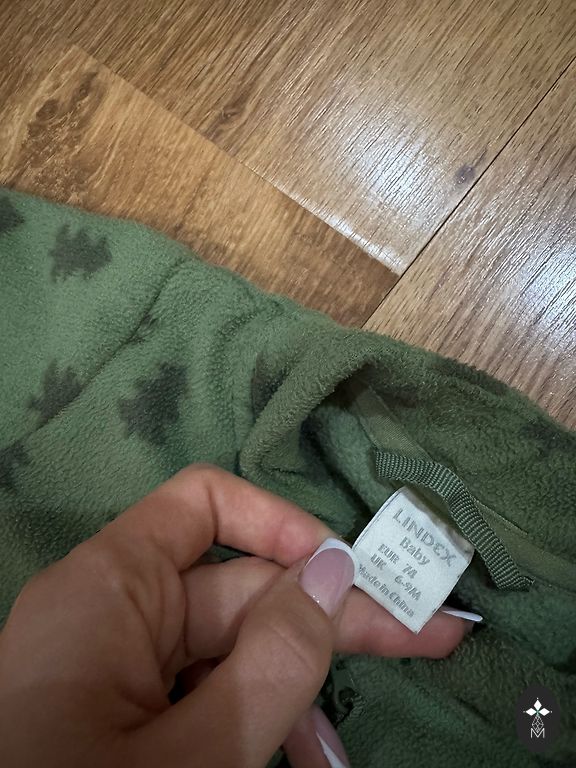 LINDEX
Baby
EUR 74
UK 6-9M
Made in China
M